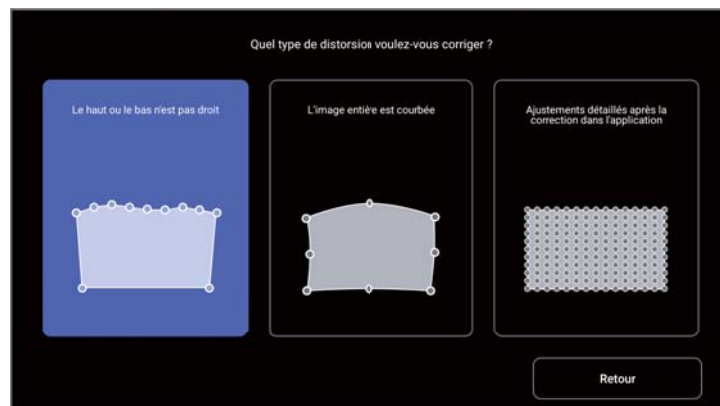 Quel type de distorsion voulez-vous corriger ?
Le haut ou le bas n'est pas droit
L'image entière est courbée
Ajustements détaillés après la
correction dans l'application
Retour